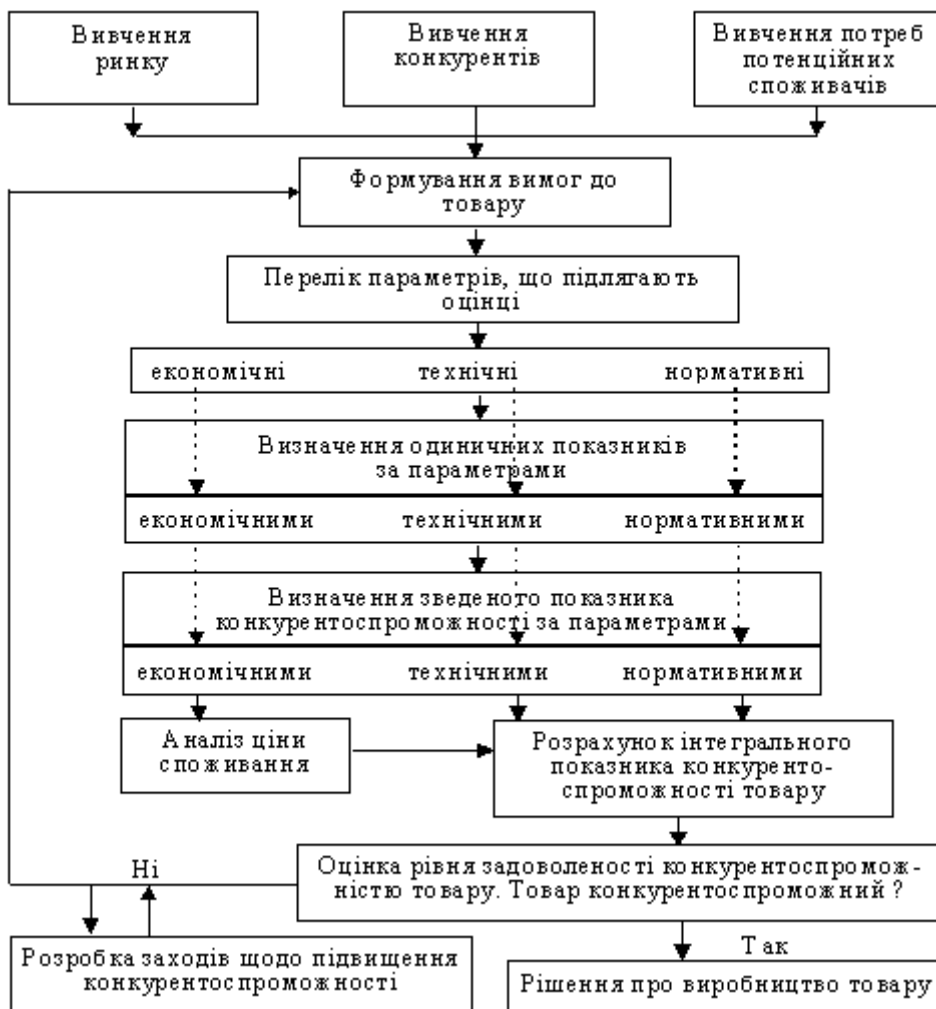 Вивчення
ринку
Вивчення
конкурентів
Вивчення потреб
потенційних
споживачів
Формування вимог до
товару
Перелік параметрів, що підлягають
оцінці
економічні технічні нормативні
Визначення одиничних показників
за параметрами
економічними технічними нормативними
Визначення зведеного показника
конкурентоспроможності за параметрами
економічними технічними нормативними
Аналіз ціни
споживання
Розрахунок інтегрального
показника конкуренто-
спроможності товару
Оцінка рівня задоволеності конкурентоспромож-
ністю товару. Товар конкурентоспроможний ?
Ні
Розробка заходів щодо підвищення
конкурентоспроможності
Так
Рішення про виробництво товару